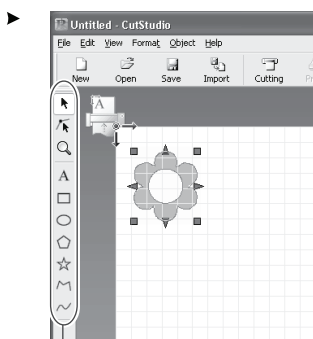 Untitled - CutStudio
File Edit View Format Object Help
New Open Save Import Cutting
A
A